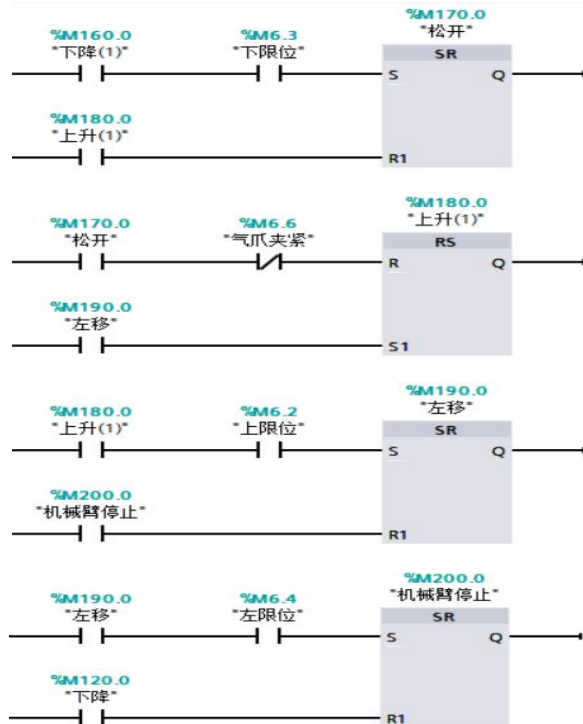 %M170.0
"松开"
%M160.0 %M6.3
"下降(1)" "下限位" SR
S Q
%M180.0
"上升(1)"
R1
%M180.0
"上升(1)"
%M170.0 %M6.6
"松开" "气爪夹紧" RS
R Q
%M190.0
"左移"
S1
%M190.0
"左移"
%M180.0 %M6.2
"上升(1)" "上限位" SR
S Q
%M200.0
"机械臂停止"
R1
%M200.0
"机械臂停止"
%M190.0 %M6.4
"左移" "左限位" SR
S Q
%M120.0
"下降"
R1